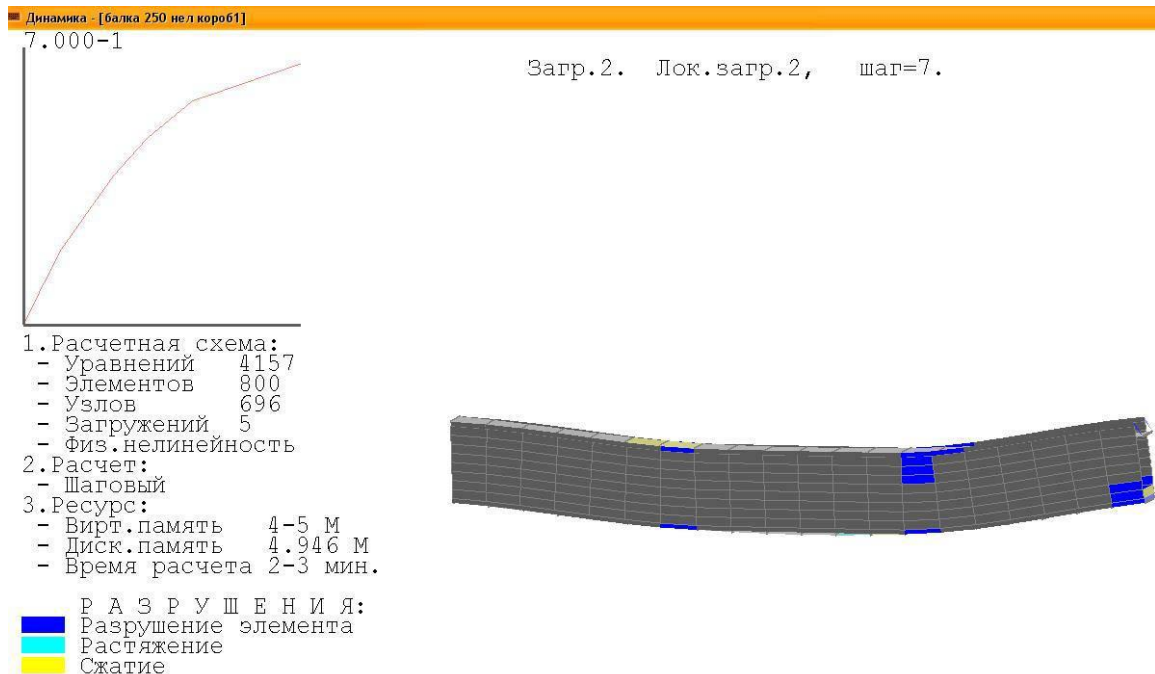 Динамика - [балка 250 нел короб1]
7.000-1
Загр.2. Лок.загр.2, шаг=7.
1.Расчетная схема:
- Уравнений 4157
- Элементов 800
- Узлов 696
- Загружений 5
- Физ.нелинейность
2.Расчет:
- Шаговый
3.Ресурс:
- Вирт.память 4-5 М
- Диск.память 4.946 М
- Время расчета 2-3 мин.
Р А З Р У Ш Е Н И Я:
Разрушение элемента
Растяжение
Сжатие